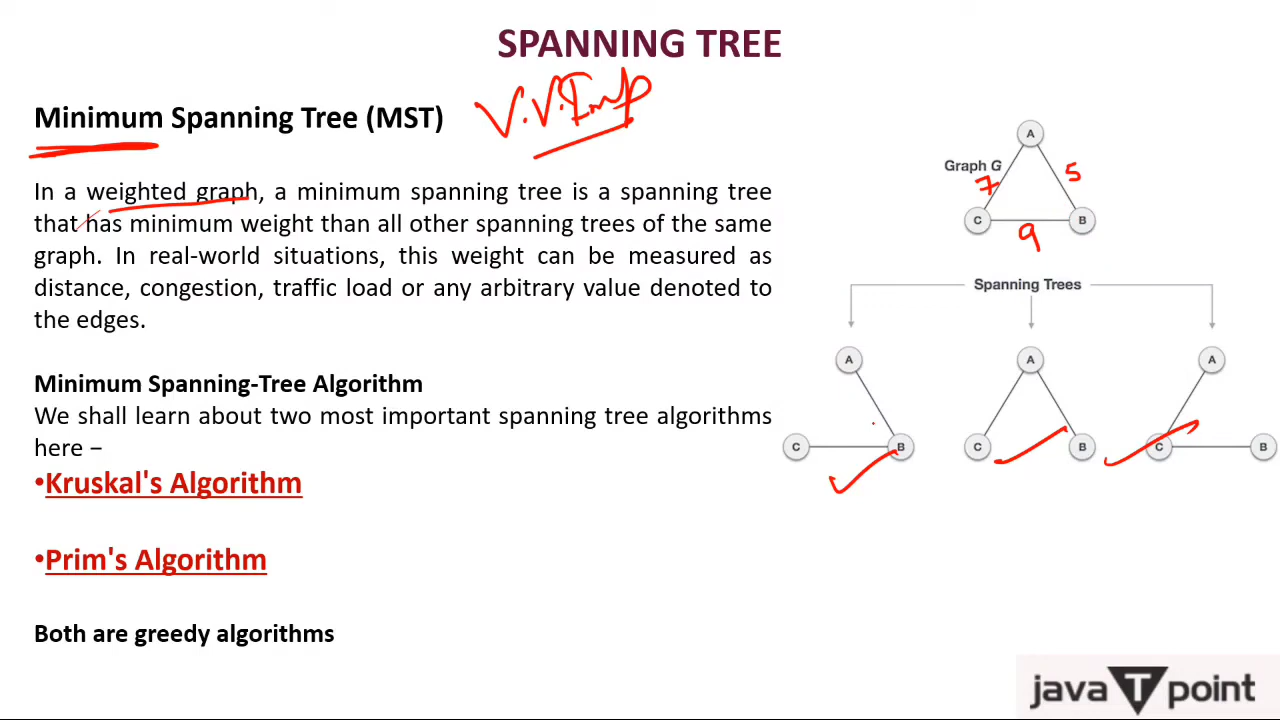 SPANNING TREE
Minimum Spanning Tree (MST)
V.V.Imp
In a weighted graph, a minimum spanning tree is a spanning tree
that has minimum weight than all other spanning trees of the same
graph. In real-world situations, this weight can be measured as
distance, congestion, traffic load or any arbitrary value denoted to
the edges.
Minimum Spanning-Tree Algorithm
We shall learn about two most important spanning tree algorithms
here −
•Kruskal's Algorithm
•Prim's Algorithm
Both are greedy algorithms
A
Graph G
7 5
C B
9
Spanning Trees
A A A
C B C B C B
java T point